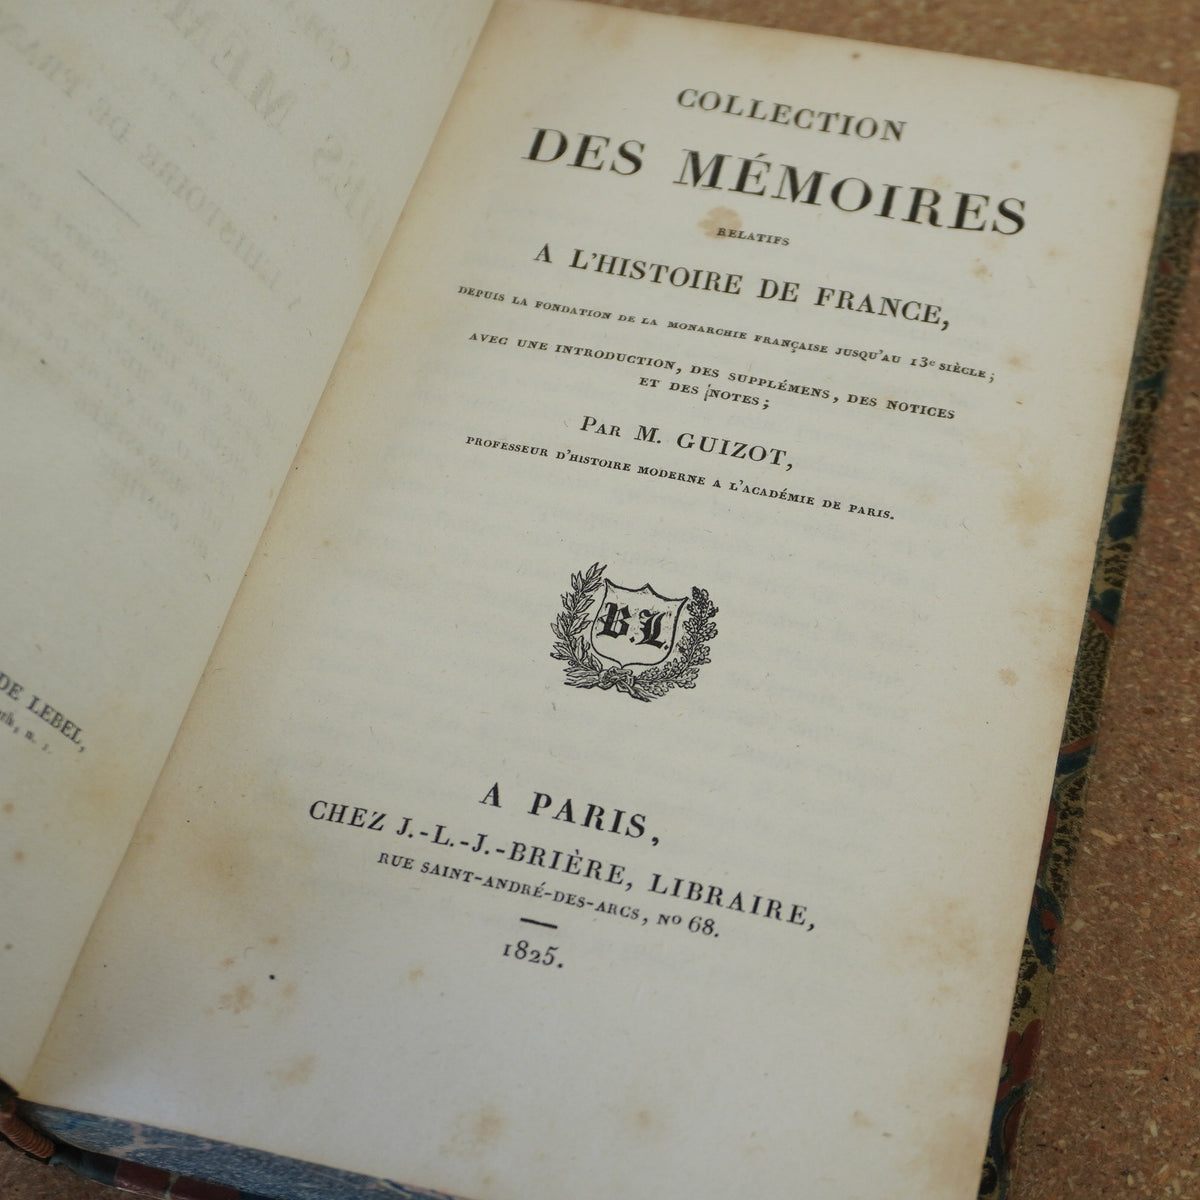 DE LEBEL,
COLLECTION
DES MÉMOIRES
RELATIFS
A L'HISTOIRE DE FRANCE,
DEPUIS LA FONDATION DE LA MONARCHIE FRANÇAISE JUSQU'AU 13e SIÈCLE;
AVEC UNE INTRODUCTION, DES SUPPLÉMENS, DES NOTICES
ET DES NOTES;
PAR M. GUIZOT,
PROFESSEUR D'HISTOIRE MODERNE A L'ACADÉMIE DE PARIS.
B.L.
A PARIS,
CHEZ J.-L.-J.-BRIÈRE, LIBRAIRE,
RUE SAINT-ANDRÉ-DES-ARCS, No 68.
1825.